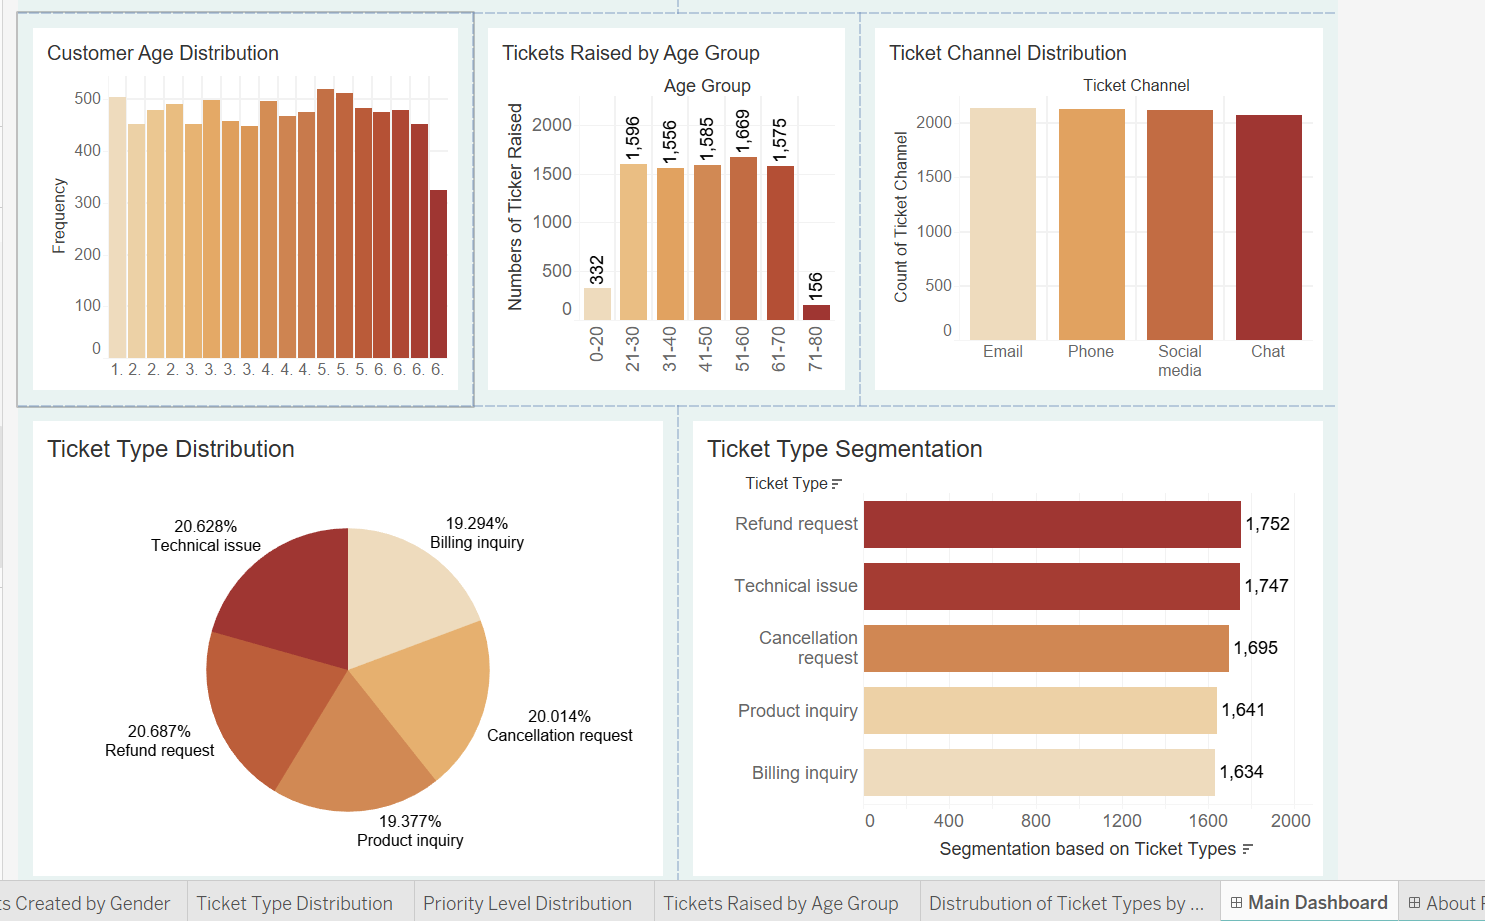 Customer Age Distribution
Frequency
500
400
300
200
100
0
1. 2. 2. 2. 3. 3. 3. 3. 4. 4. 4. 5. 5. 5. 6. 6. 6. 6.
Tickets Raised by Age Group
Age Group
Numbers of Ticker Raised
2000
1500
1000
500
0
332
1,596
1,556
1,585
1,669
1,575
156
0-20
21-30
31-40
41-50
51-60
61-70
71-80
Ticket Channel Distribution
Ticket Channel
Count of Ticket Channel
2000
1500
1000
500
0
Email
Phone
Social
media
Chat
Ticket Type Distribution
20.628%
Technical issue
19.294%
Billing inquiry
20.014%
Cancellation request
20.687%
Refund request
19.377%
Product inquiry
Ticket Type Segmentation
Ticket Type
Refund request 1,752
Technical issue 1,747
Cancellation
request 1,695
Product inquiry 1,641
Billing inquiry 1,634
0 400 800 1200 1600 2000
Segmentation based on Ticket Types
s Created by Gender
Ticket Type Distribution
Priority Level Distribution
Tickets Raised by Age Group
Distrubution of Ticket Types by ...
Main Dashboard
About